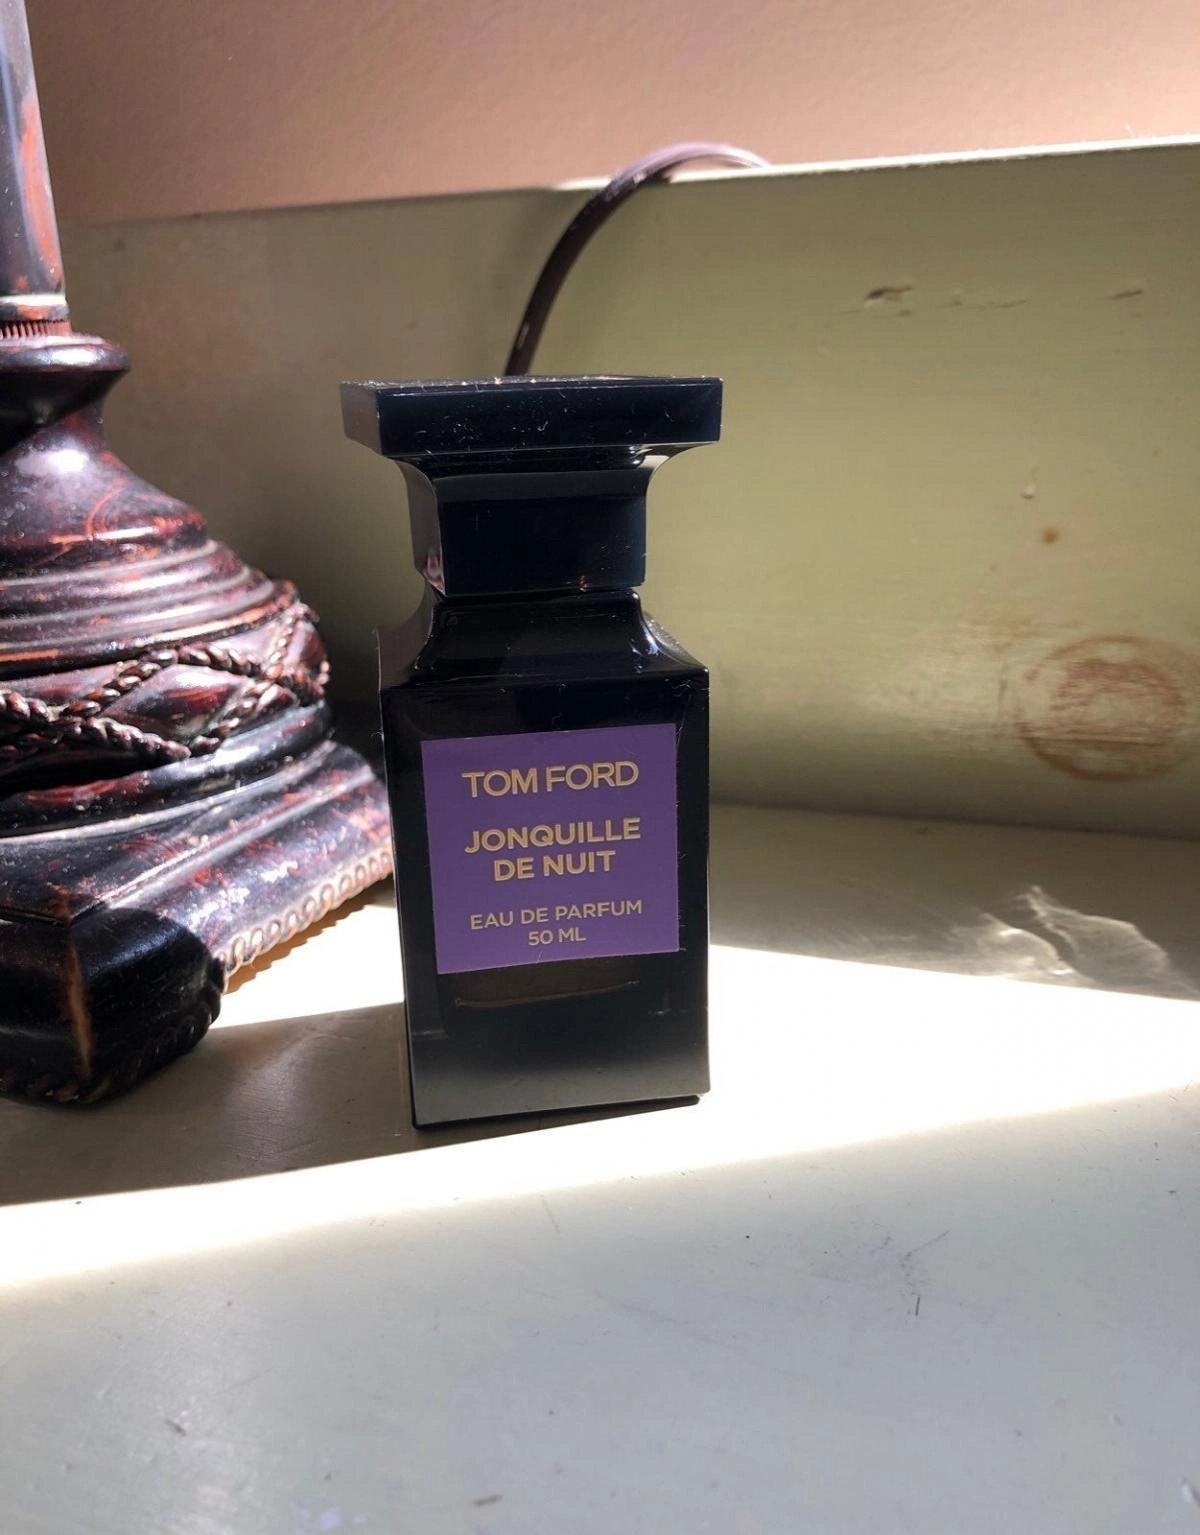 TOM FORD
JONQUILLE
DE NUIT
EAU DE PARFUM
50 ML